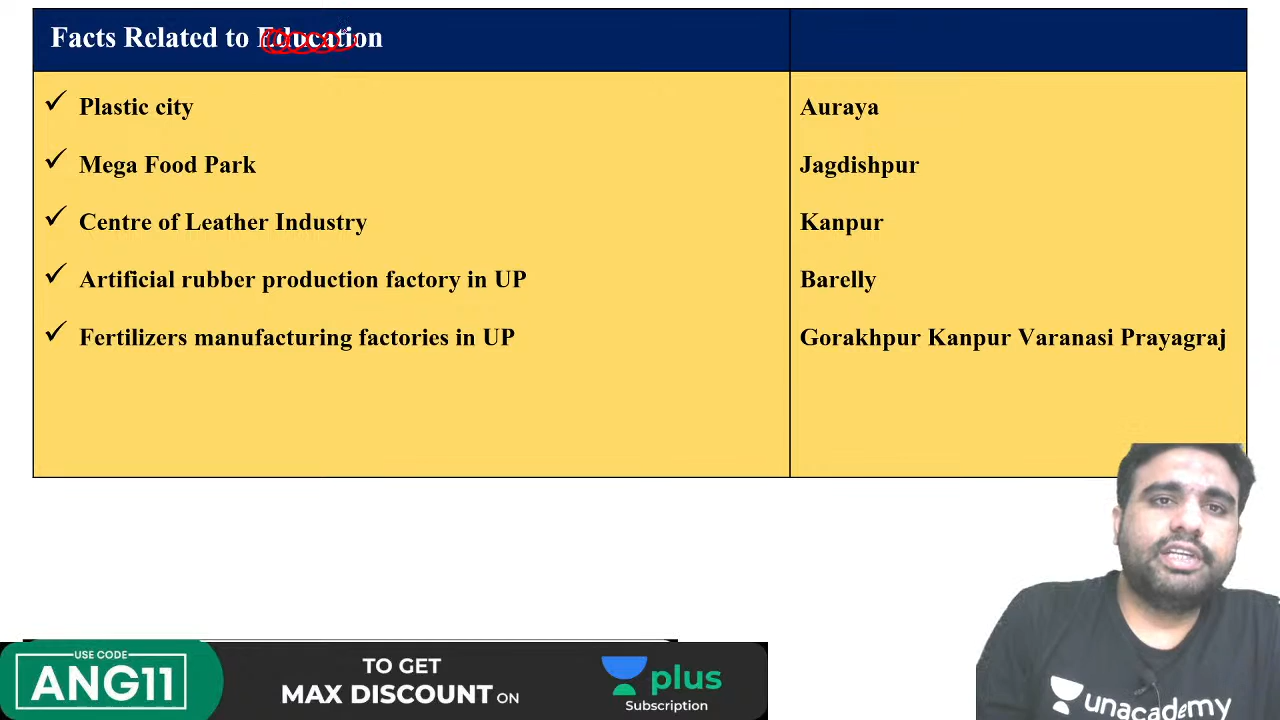 Facts Related to Education
✓ Plastic city Auraya
✓ Mega Food Park Jagdishpur
✓ Centre of Leather Industry Kanpur
✓ Artificial rubber production factory in UP Barelly
✓ Fertilizers manufacturing factories in UP Gorakhpur Kanpur Varanasi Prayagraj
USE CODE
ANG11
TO GET
MAX DISCOUNT ON
plus
Subscription
unacademy